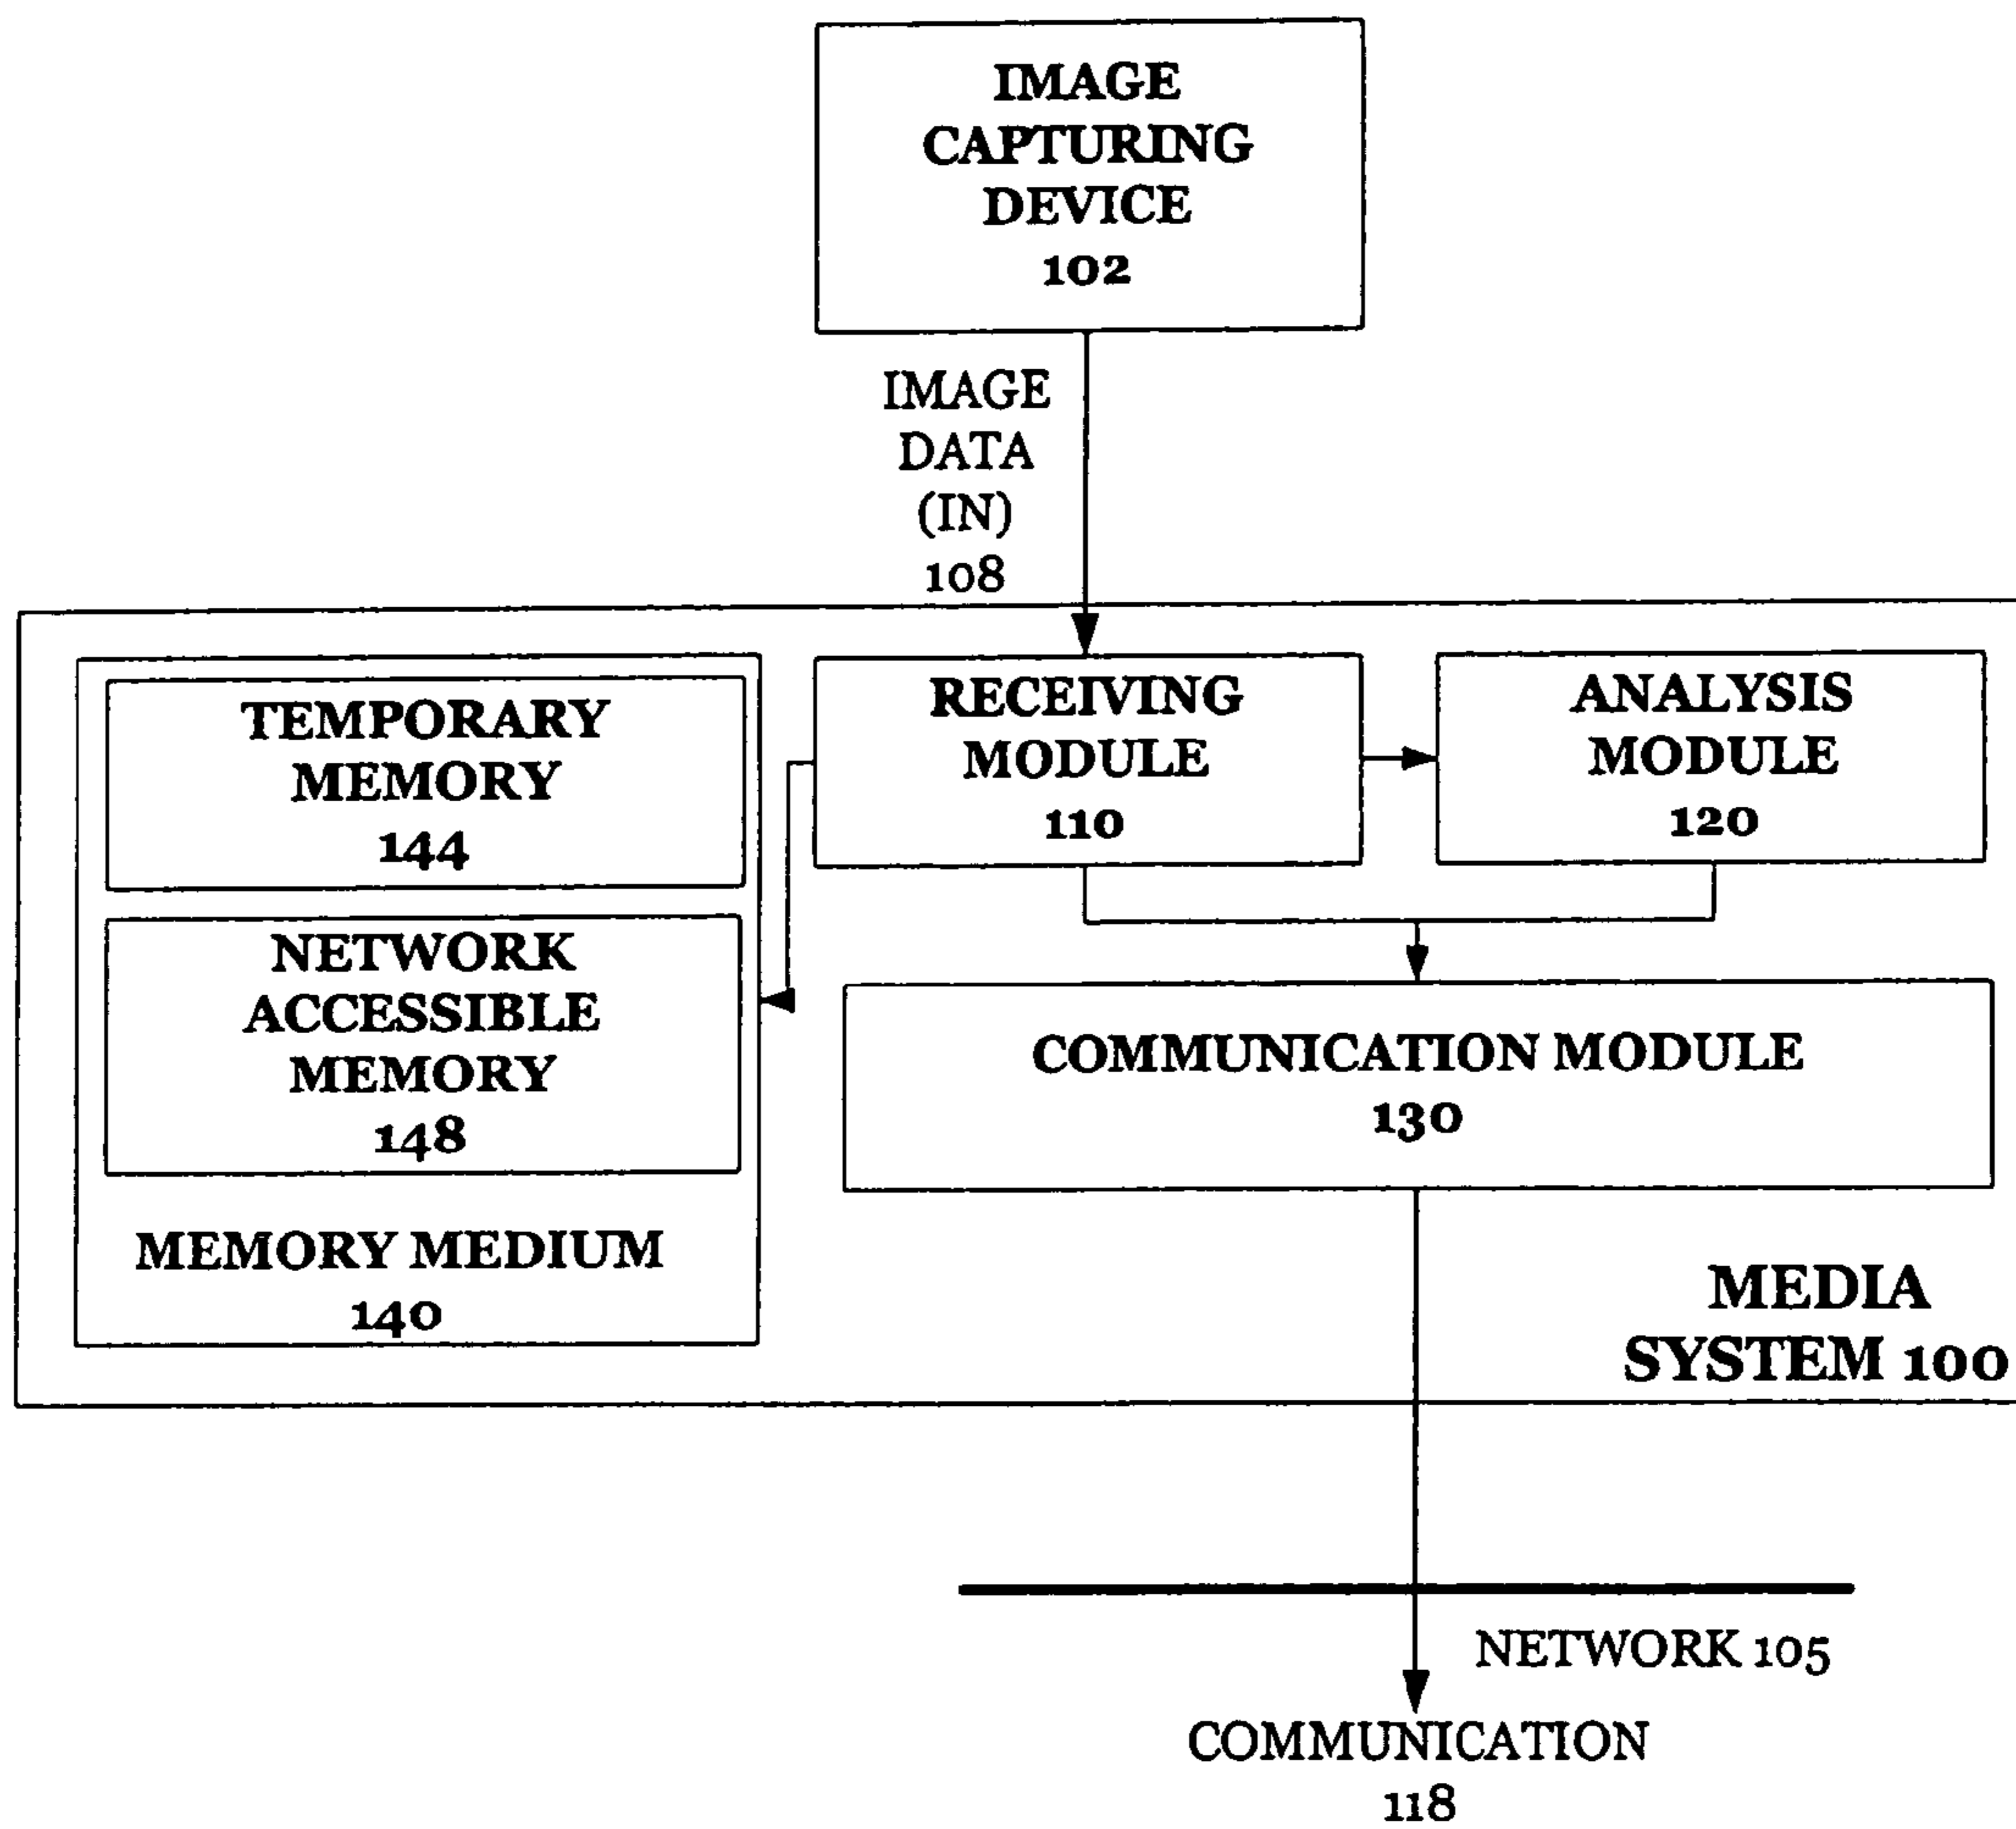 IMAGE
CAPTURING
DEVICE
102
IMAGE
DATA
(IN)
108
TEMPORARY
MEMORY
144
NETWORK
ACCESSIBLE
MEMORY
148
MEMORY MEDIUM
140
RECEIVING
MODULE
110
ANALYSIS
MODULE
120
COMMUNICATION MODULE
130
MEDIA
SYSTEM 100
NETWORK 105
COMMUNICATION
118